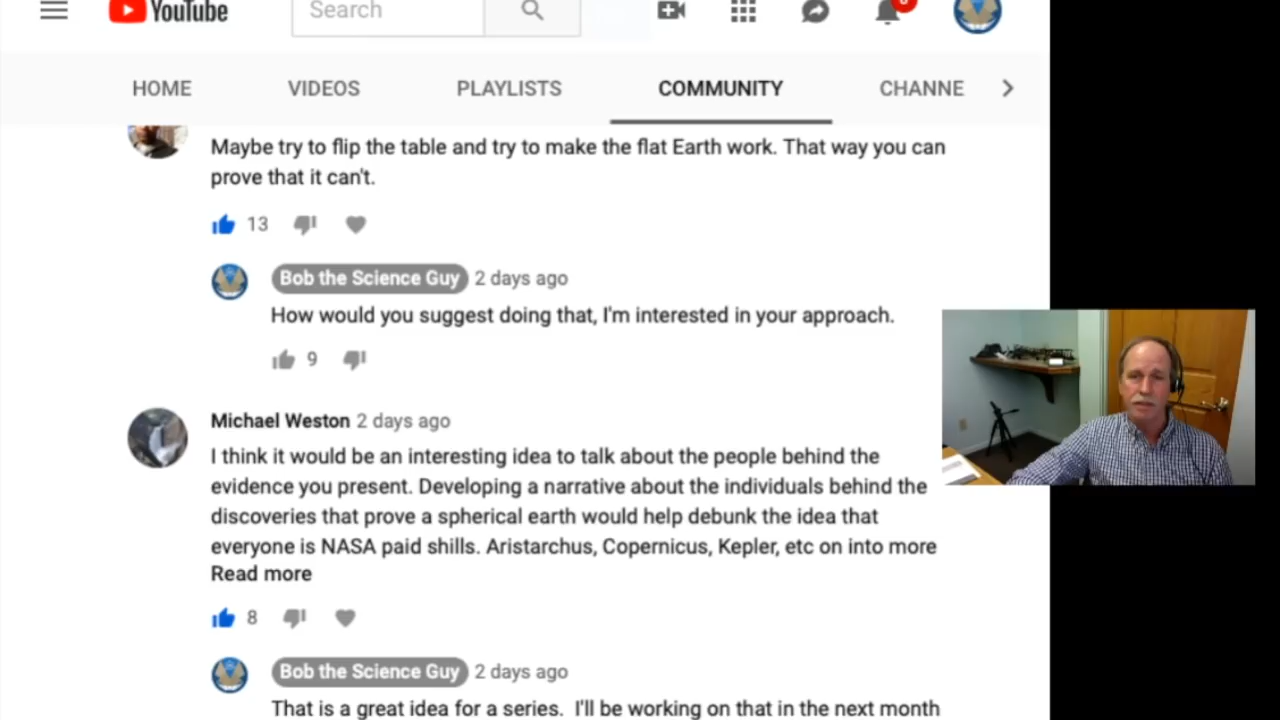 YouTube
Search
HOME VIDEOS PLAYLISTS COMMUNITY CHANNE
Maybe try to flip the table and try to make the flat Earth work. That way you can
prove that it can't.
13
Bob the Science Guy 2 days ago
How would you suggest doing that, I'm interested in your approach.
9
Michael Weston 2 days ago
I think it would be an interesting idea to talk about the people behind the
evidence you present. Developing a narrative about the individuals behind the
discoveries that prove a spherical earth would help debunk the idea that
everyone is NASA paid shills. Aristarchus, Copernicus, Kepler, etc on into more
Read more
8
Bob the Science Guy 2 days ago
That is a great idea for a series. I'll be working on that in the next month